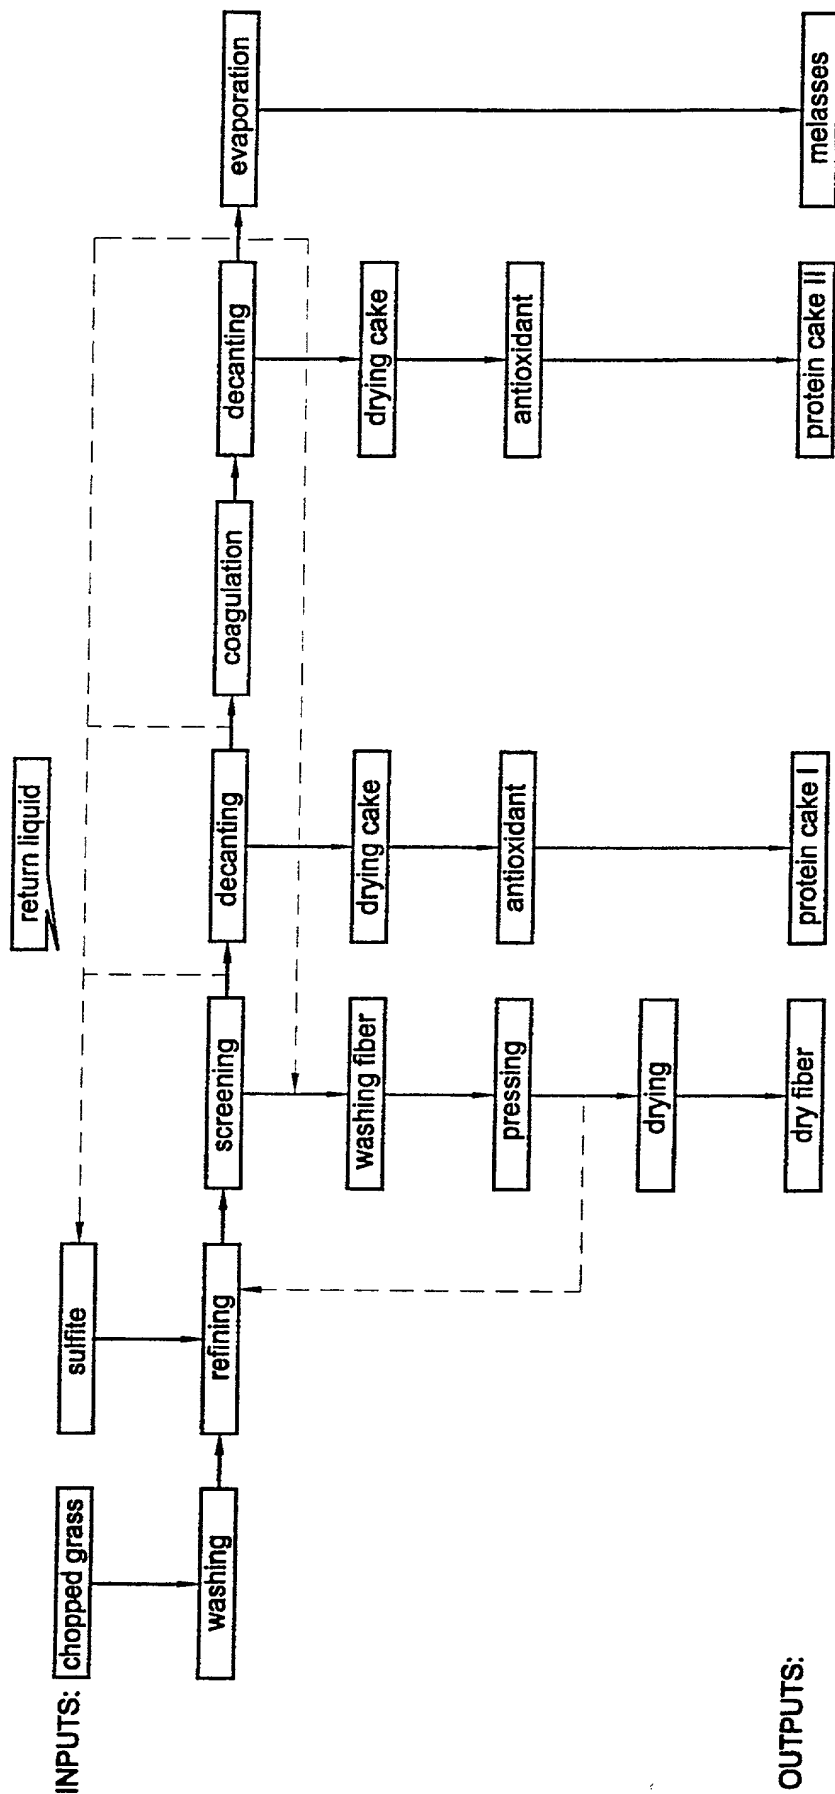 return liquid
INPUTS:
chopped grass
sulfite
washing
refining
screening
decanting
coagulation
decanting
evaporation
washing fiber
drying cake
drying cake
pressing
antioxidant
antioxidant
drying
OUTPUTS:
dry fiber
protein cake I
protein cake II
melasses